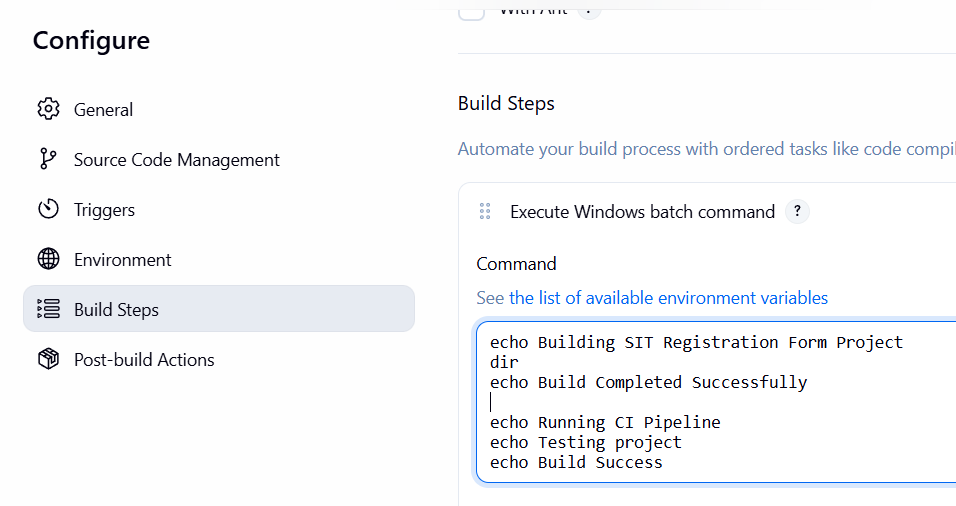 With Ant ?
Configure
General
Source Code Management
Triggers
Environment
Build Steps
Post-build Actions
Build Steps
Automate your build process with ordered tasks like code
Execute Windows batch command ?
Command
See the list of available environment variables
echo Building SIT Registration Form Project
dir
echo Build Completed Successfully
echo Running CI Pipeline
echo Testing project
echo Build Success